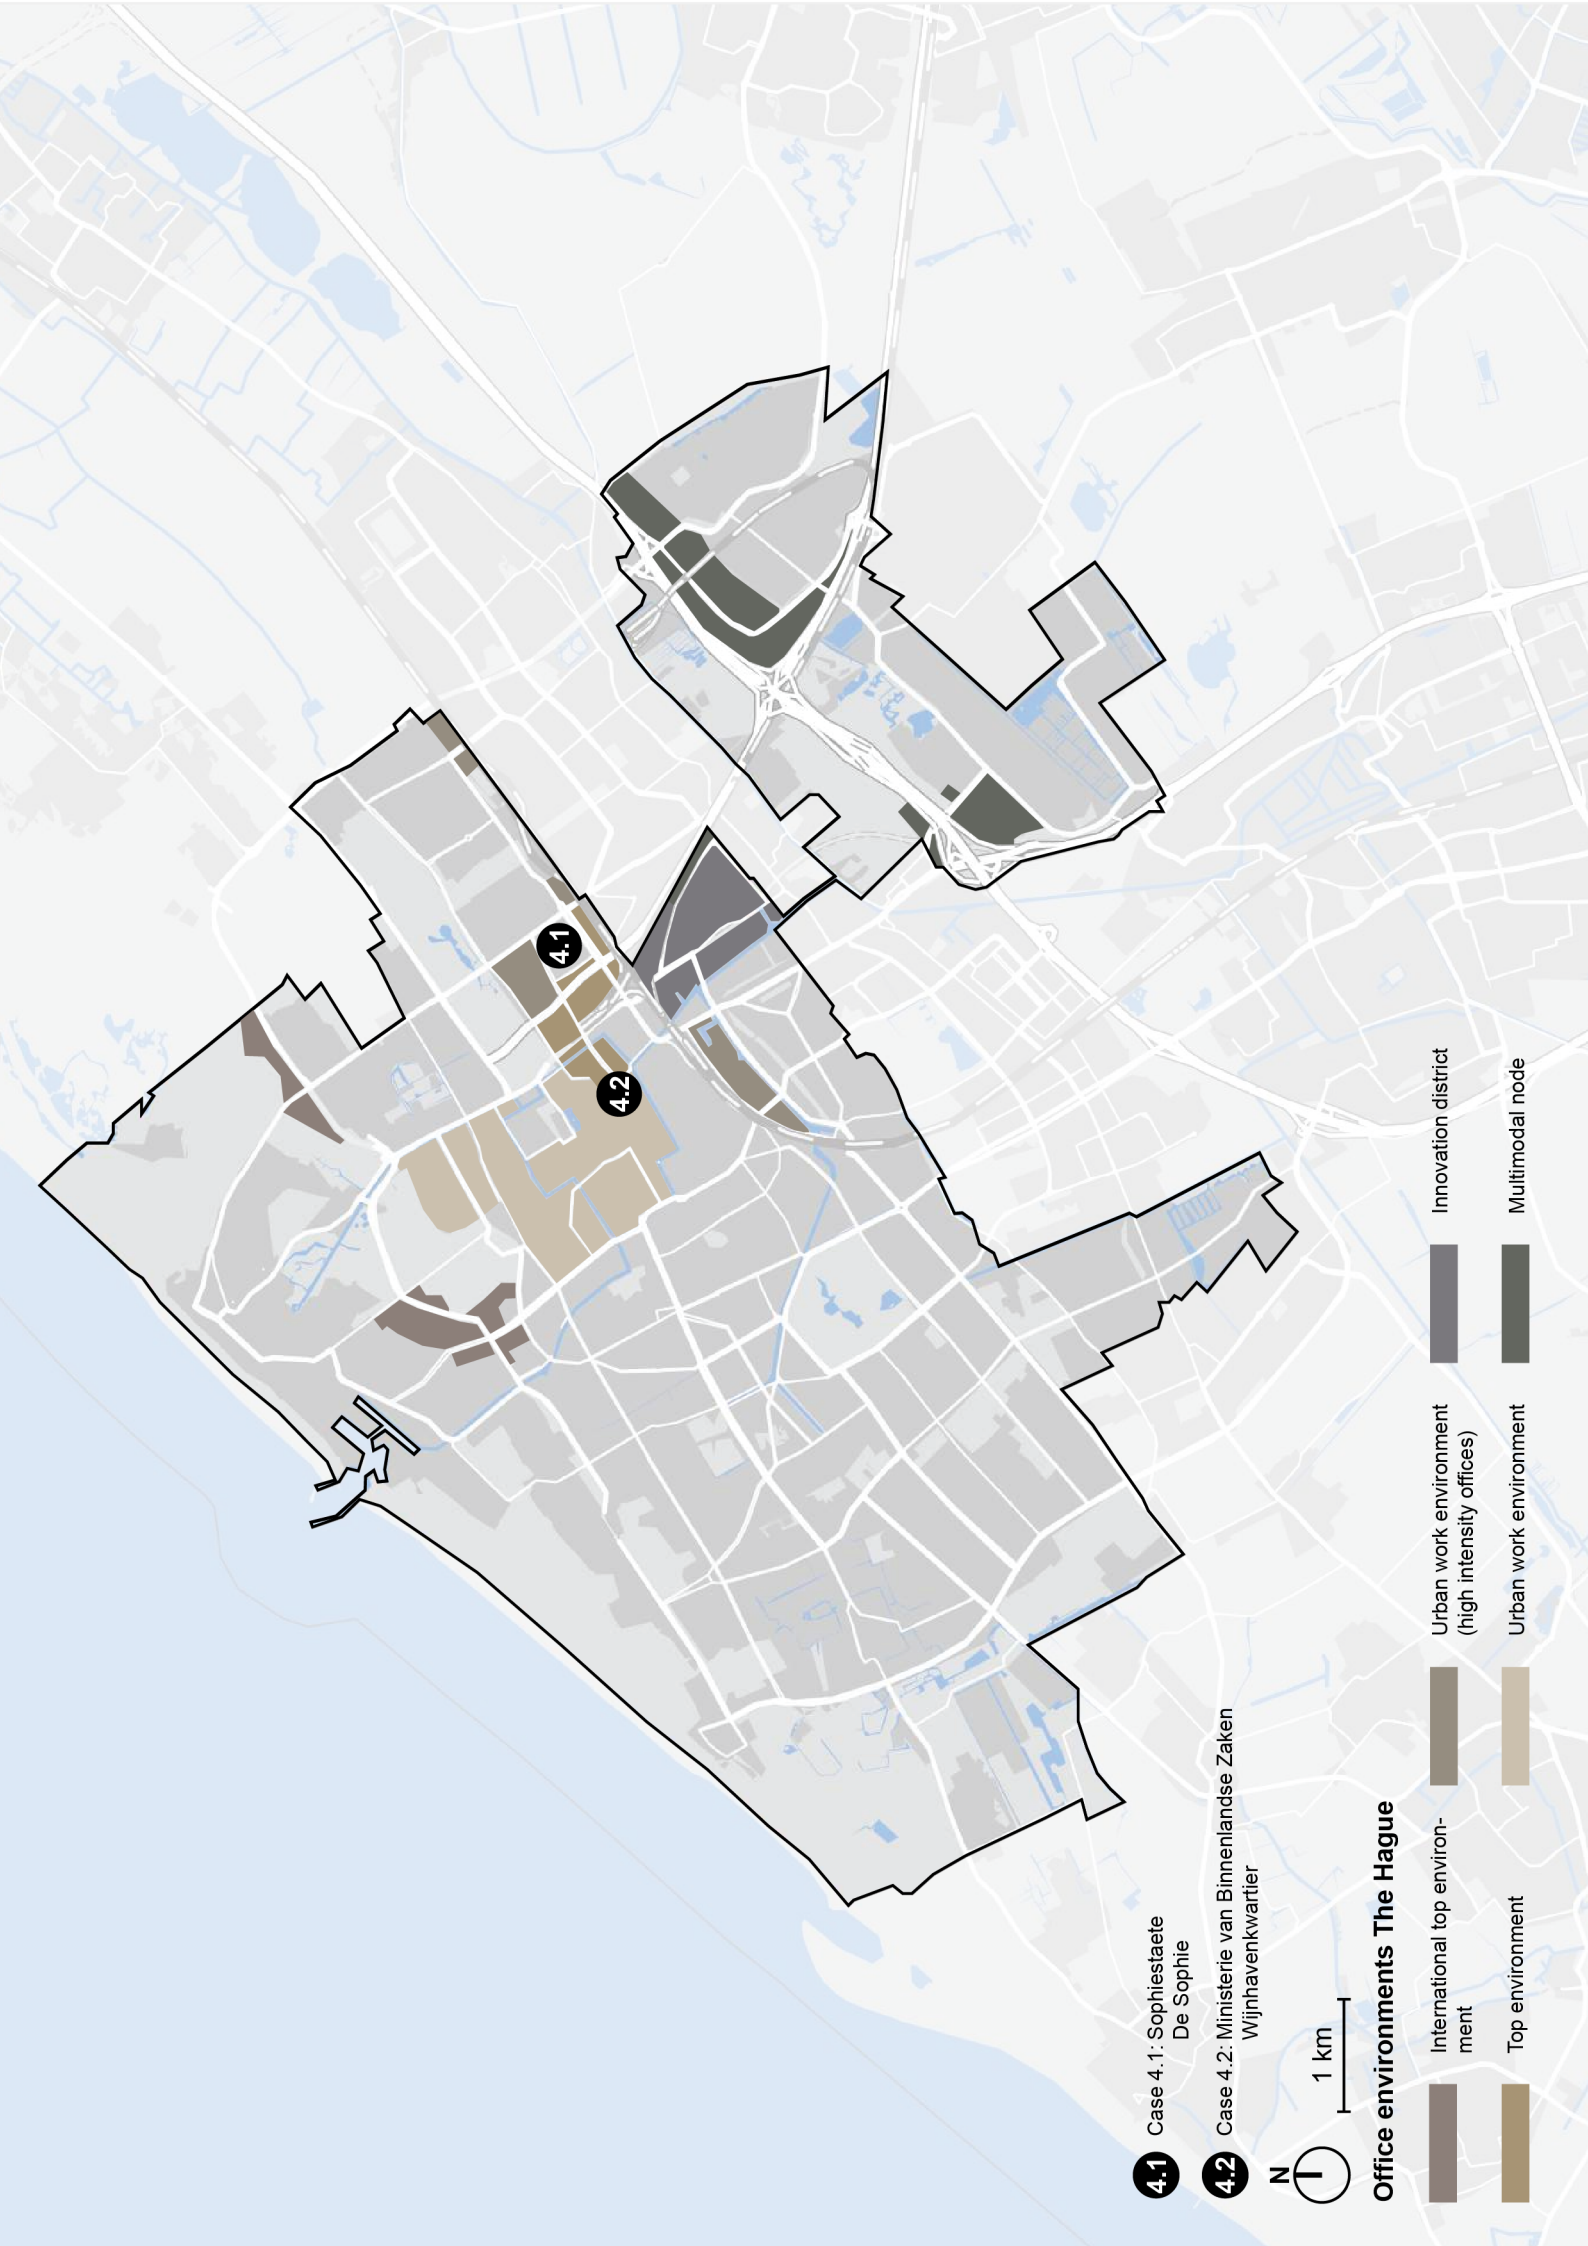 4.1
4.2
4.1
Case 4.1: Sophiestaete
De Sophie
4.2
Case 4.2: Ministerie van Binnenlandse Zaken
Wijnhavenkwartier
N
1 km
Office environments The Hague
International top environ-
ment
Top environment
Urban work environment
(high intensity offices)
Urban work environment
Innovation district
Multimodal node